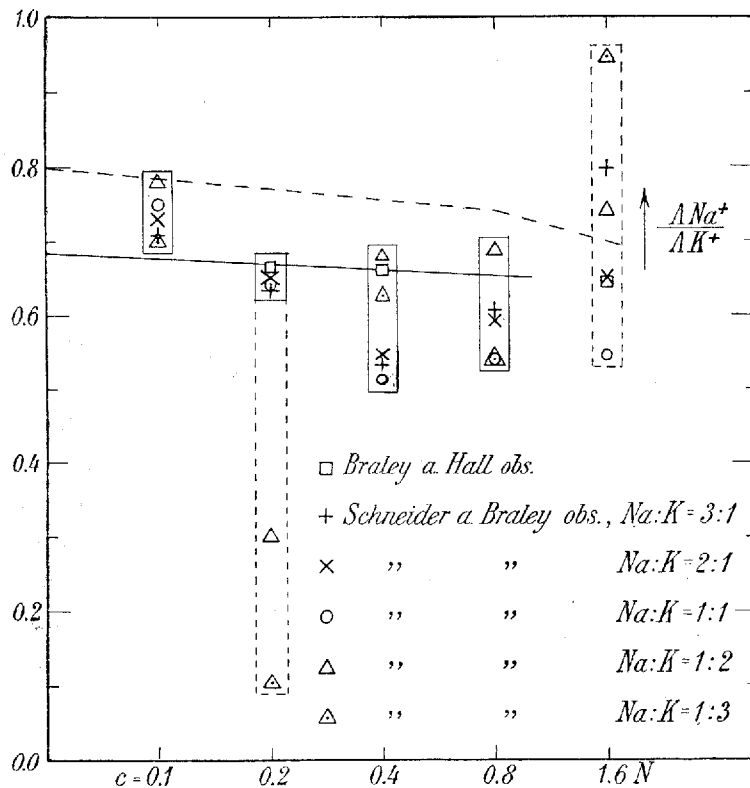 1.0
0.8
0.6
0.4
0.2
0.0
ΛNa⁺
ΛK⁺
□ Braley a. Hall obs.
+ Schneider a. Braley obs., Na:K=3:1
× ,, ,, Na:K=2:1
○ ,, ,, Na:K=1:1
△ ,, ,, Na:K=1:2
◬ ,, ,, Na:K=1:3
c=0.1 0.2 0.4 0.8 1.6 N